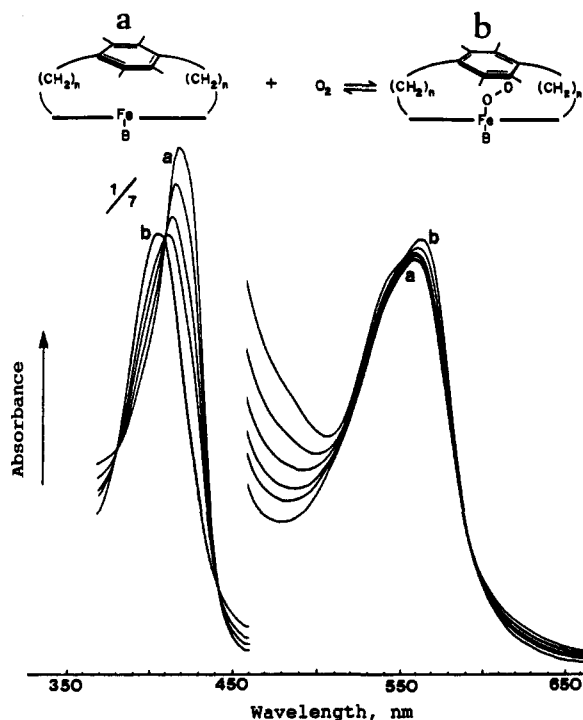 a
b
(CH₂)ₙ (CH₂)ₙ + O₂ ⇌ (CH₂)ₙ (CH₂)ₙ
O O
Fe Fe
B B
a
1/7
b
b
a
Absorbance
350 450 550 650
Wavelength, nm